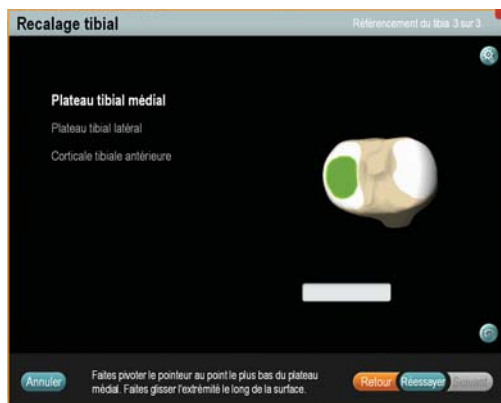 Recalage tibial
Référencement du tibia 3 sur 3
Plateau tibial médial
Plateau tibial latéral
Corticale tibiale antérieure
Annuler
Faites pivoter le pointeur au point le plus bas du plateau
médial. Faites glisser l'extrémité le long de la surface.
Retour
Réessayer
Suivant